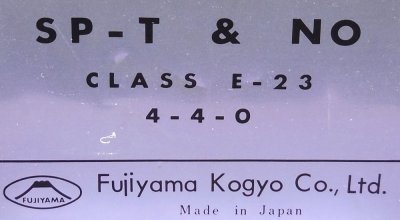 SP-T & NO
CLASS E-23
4-4-0
FUJIYAMA
Fujiyama Kogyo Co., Ltd.
Made in Japan